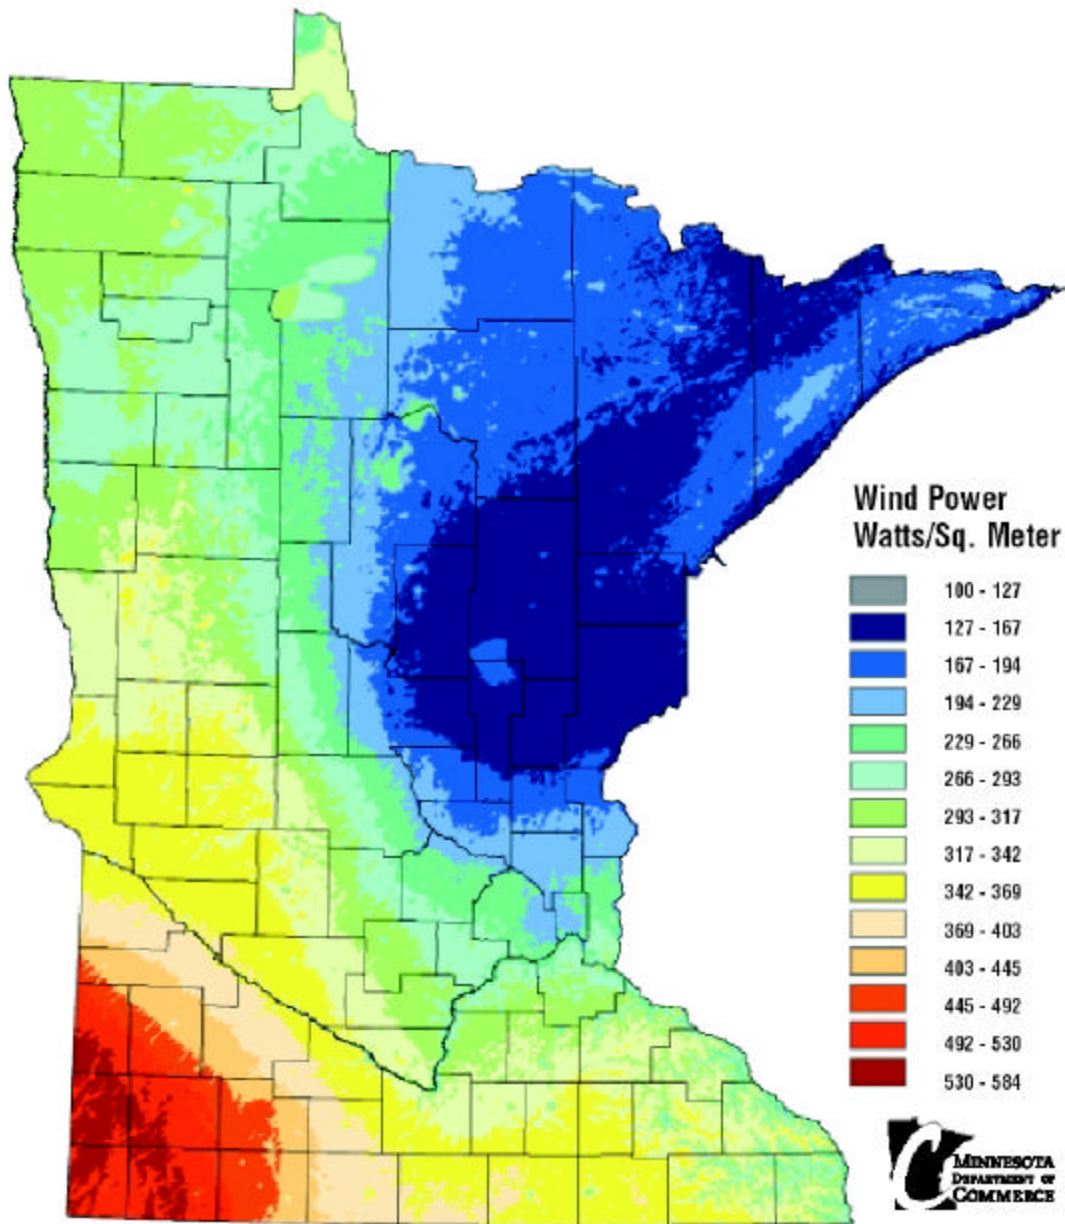 Wind Power
Watts/Sq. Meter
100 - 127
127 - 167
167 - 194
194 - 229
229 - 266
266 - 293
293 - 317
317 - 342
342 - 369
369 - 403
403 - 445
445 - 492
492 - 530
530 - 584
MINNESOTA
DEPARTMENT OF
COMMERCE